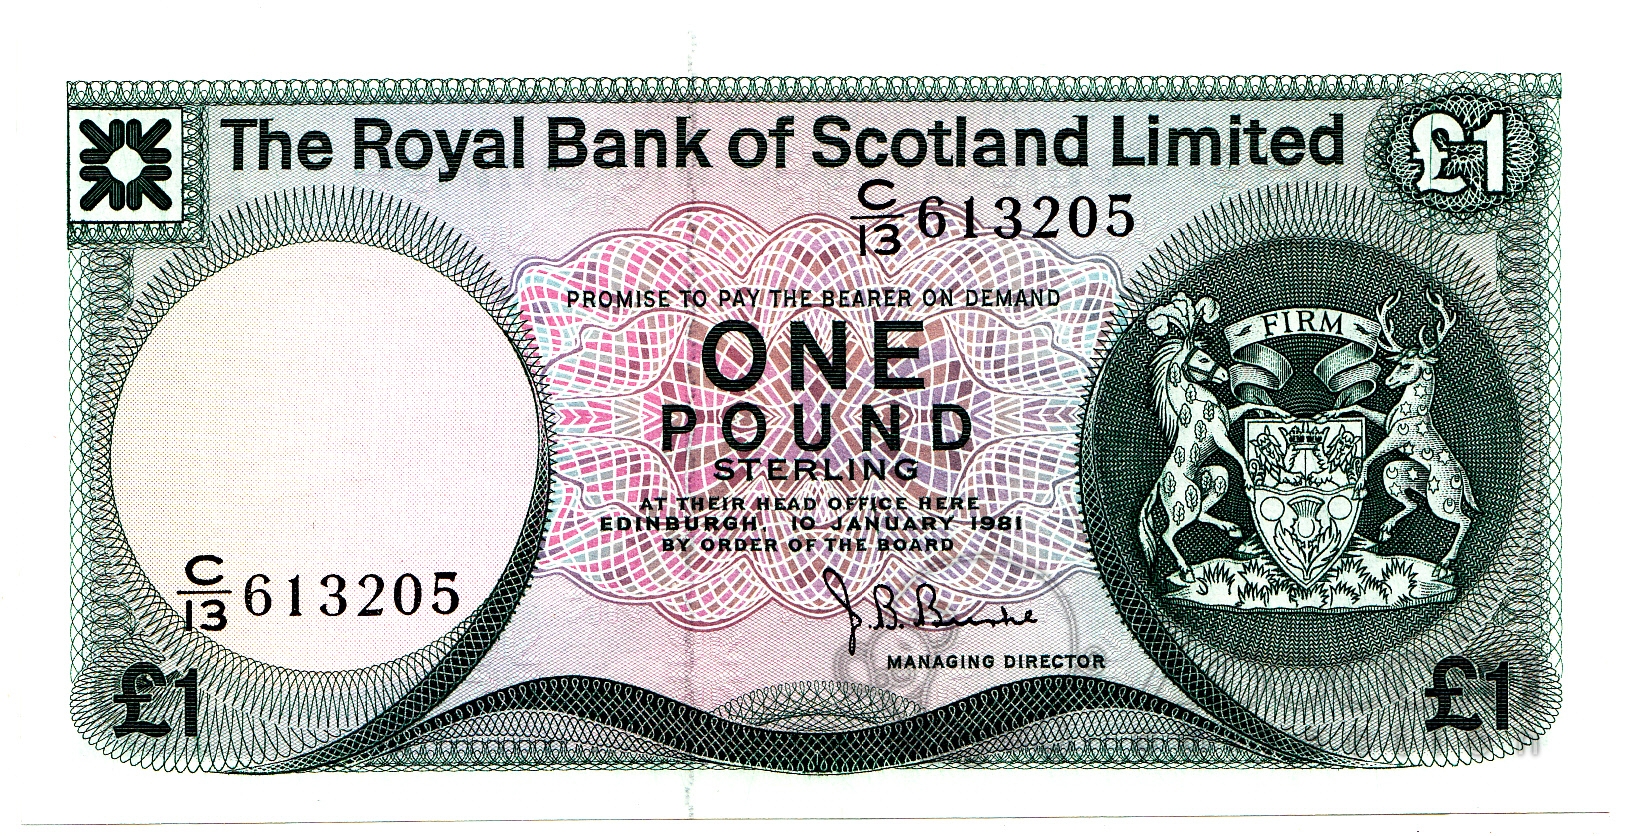 The Royal Bank of Scotland Limited
£1
C/13 613205
PROMISE TO PAY THE BEARER ON DEMAND
ONE
POUND
STERLING
AT THEIR HEAD OFFICE HERE
EDINBURGH, 10 JANUARY 1981
BY ORDER OF THE BOARD
FIRM
C/13 613205
J. B. Burke
MANAGING DIRECTOR
£1
£1